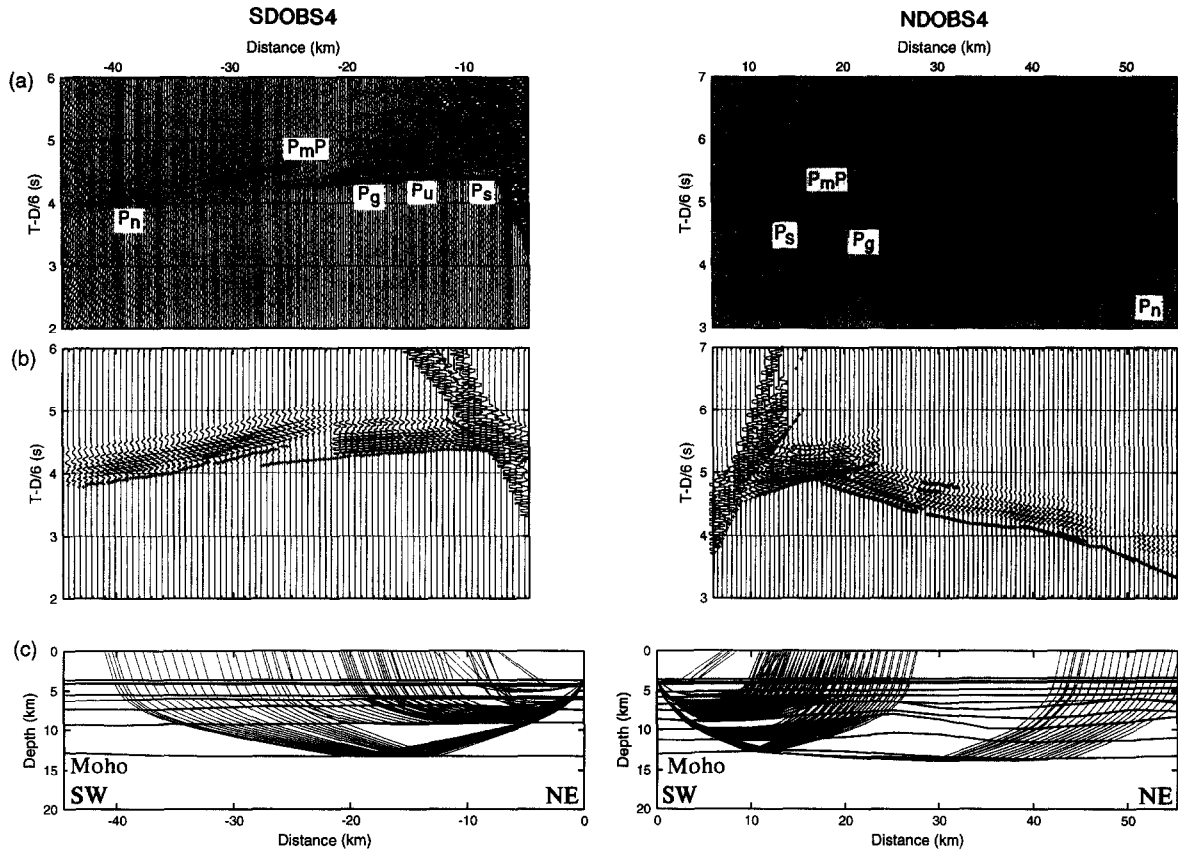 SDOBS4
NDOBS4
Distance (km)
Distance (km)
-40 -30 -20 -10
10 20 30 40 50
(a)
6
5
4
3
2
T-D/6 (s)
PmP
Pg
Pu
Ps
Pn
7
6
5
4
3
T-D/6 (s)
PmP
Ps
Pg
Pn
(b)
6
5
4
3
2
T-D/6 (s)
7
6
5
4
3
T-D/6 (s)
(c)
0
5
10
15
20
Depth (km)
Moho
SW
NE
-40 -30 -20 -10 0
Distance (km)
0
5
10
15
20
Depth (km)
Moho
SW
NE
0 10 20 30 40 50
Distance (km)